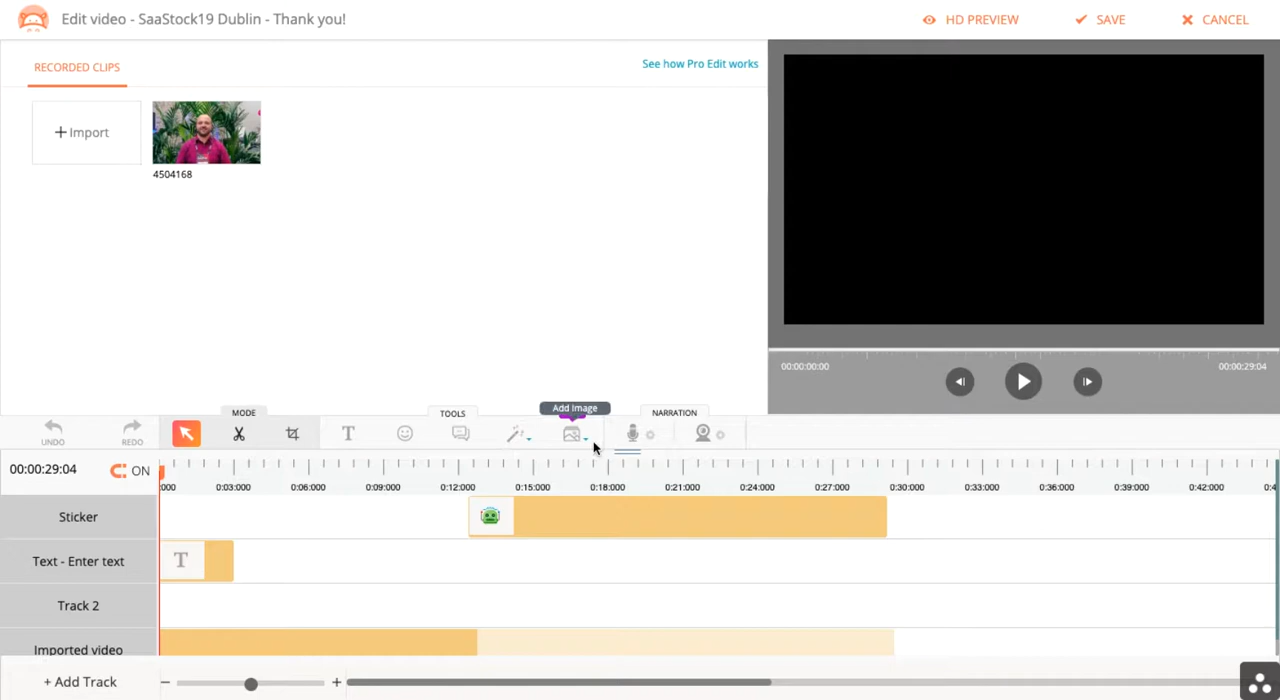 Edit video - SaaStock19 Dublin - Thank you!
HD PREVIEW
SAVE
CANCEL
RECORDED CLIPS
See how Pro Edit works
+ Import
4504168
00:00:00:00
00:00:29:04
UNDO
REDO
MODE
TOOLS
Add Image
NARRATION
T
00:00:29:04
ON
:000
0:03:000
0:06:000
0:09:000
0:12:000
0:15:000
0:18:000
0:21:000
0:24:000
0:27:000
0:30:000
0:33:000
0:36:000
0:39:000
0:42:000
0:4
Sticker
Text - Enter text
T
Track 2
Imported video
+ Add Track